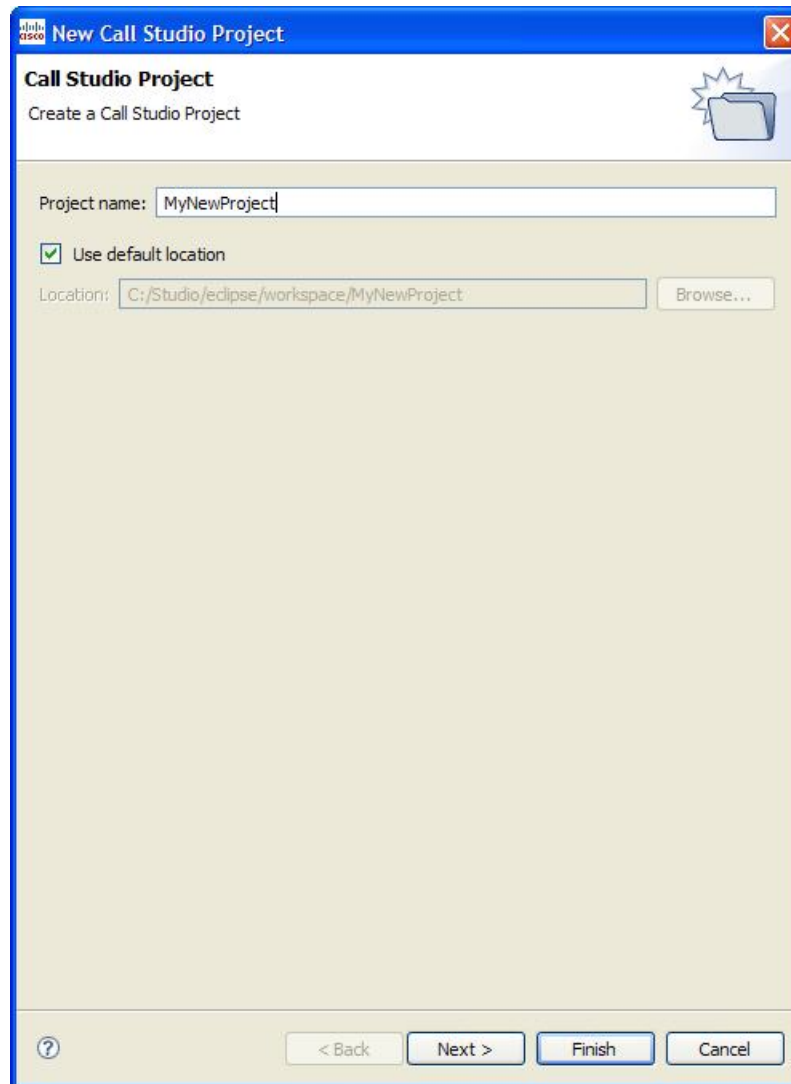 cisco New Call Studio Project
Call Studio Project
Create a Call Studio Project
Project name: MyNewProject
Use default location
Location: C:/Studio/eclipse/workspace/MyNewProject Browse...
? < Back Next > Finish Cancel